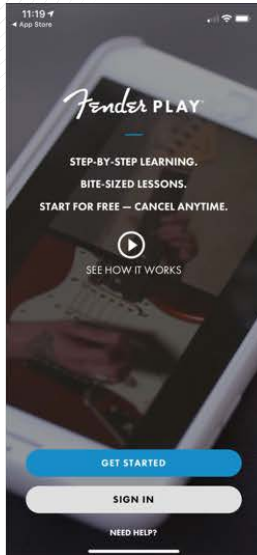 11:19
◀ App Store
Fender PLAY
STEP-BY-STEP LEARNING.
BITE-SIZED LESSONS.
START FOR FREE — CANCEL ANYTIME.
SEE HOW IT WORKS
GET STARTED
SIGN IN
NEED HELP?